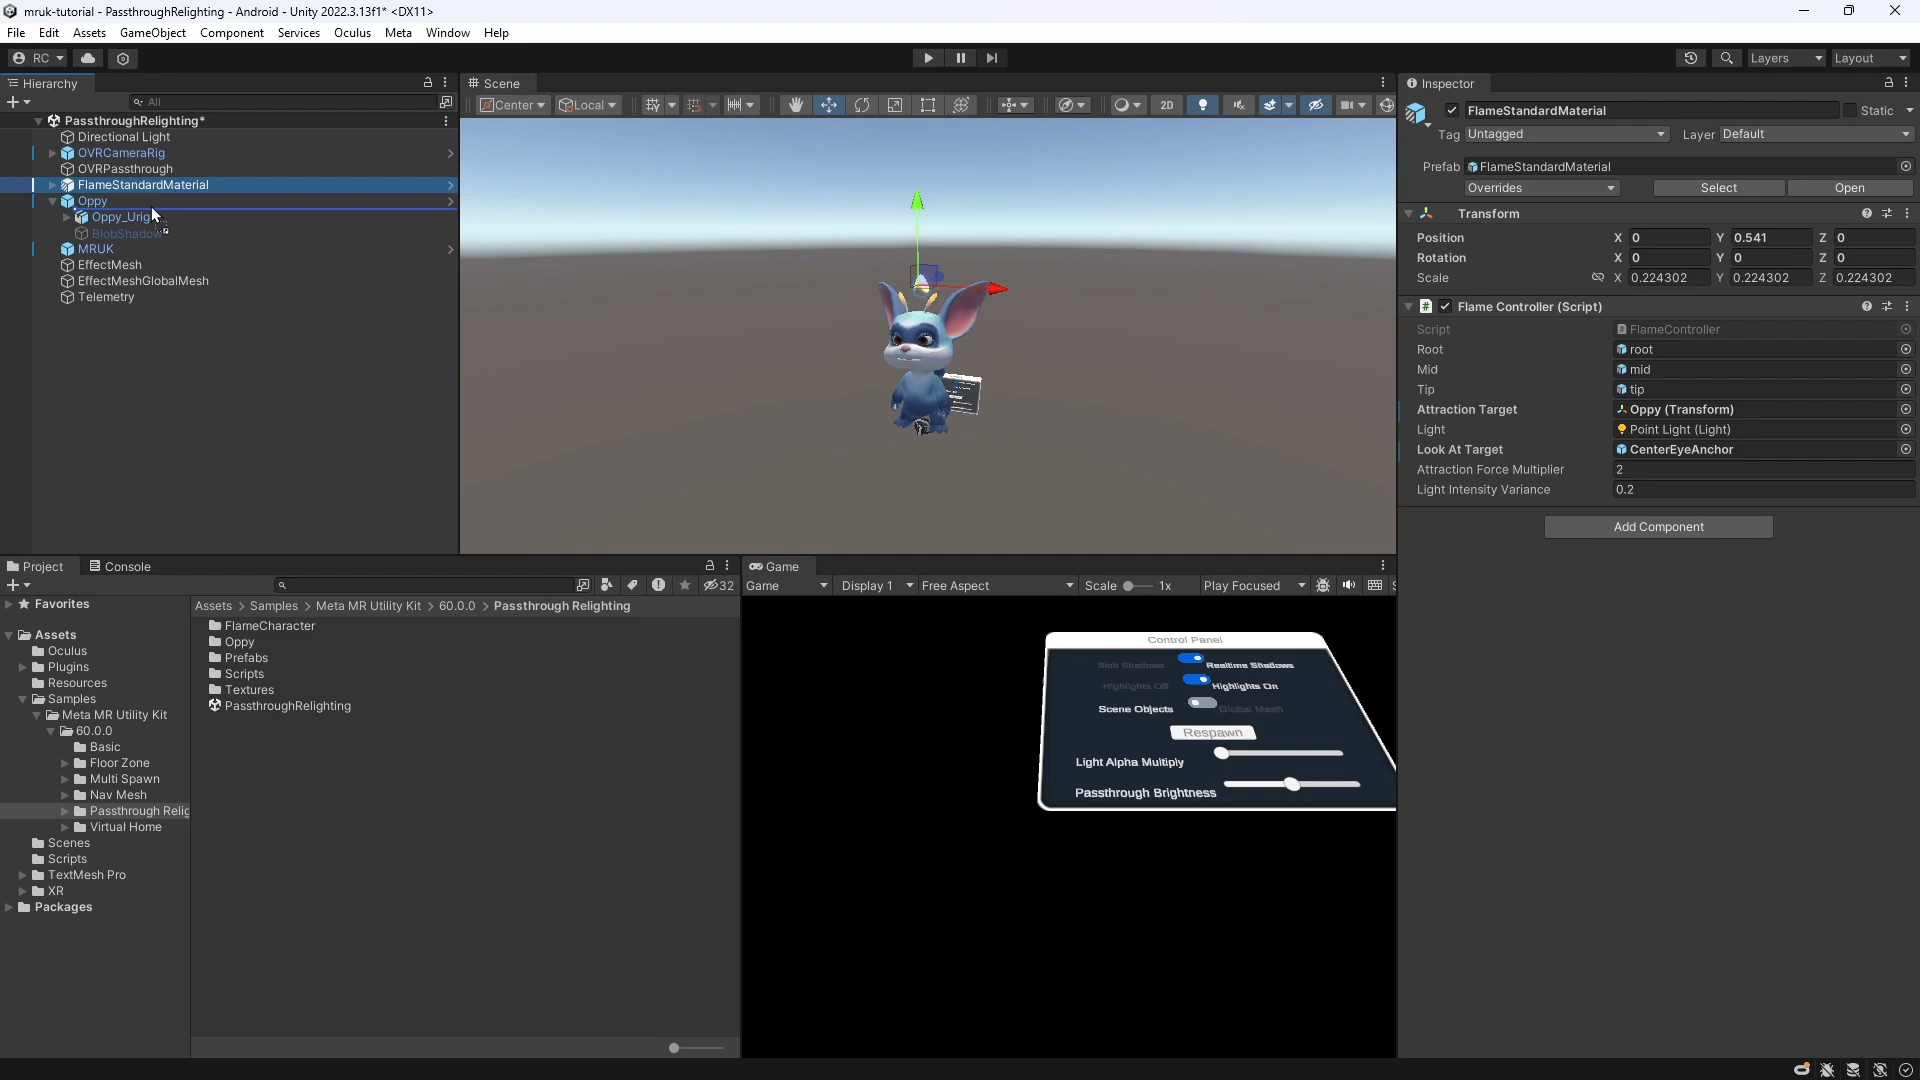 mruk-tutorial - PassthroughRelighting - Android - Unity 2022.3.13f1* <DX11>
File Edit Assets GameObject Component Services Oculus Meta Window Help
RC Layers Layout
Hierarchy
All
PassthroughRelighting*
Directional Light
OVRCameraRig
OVRPassthrough
FlameStandardMaterial
Oppy
Oppy_Urig
BlobShadow
MRUK
EffectMesh
EffectMeshGlobalMesh
Telemetry
Scene
Center Local 2D
Inspector
FlameStandardMaterial Static
Tag Untagged Layer Default
Prefab FlameStandardMaterial
Overrides Select Open
Transform
Position X 0 Y 0.541 Z 0
Rotation X 0 Y 0 Z 0
Scale X 0.224302 Y 0.224302 Z 0.224302
# Flame Controller (Script)
Script FlameController
Root root
Mid mid
Tip tip
Attraction Target Oppy (Transform)
Light Point Light (Light)
Look At Target CenterEyeAnchor
Attraction Force Multiplier 2
Light Intensity Variance 0.2
Add Component
Project Console
32
Favorites
Assets
Oculus
Plugins
Resources
Samples
Meta MR Utility Kit
60.0.0
Basic
Floor Zone
Multi Spawn
Nav Mesh
Passthrough Relig
Virtual Home
Scenes
Scripts
TextMesh Pro
XR
Packages
Assets > Samples > Meta MR Utility Kit > 60.0.0 > Passthrough Relighting
FlameCharacter
Oppy
Prefabs
Scripts
Textures
PassthroughRelighting
Game
Game Display 1 Free Aspect Scale 1x Play Focused
Control Panel
Blob Shadows Realtime Shadows
Highlights Off Highlights On
Scene Objects Global Mesh
Respawn
Light Alpha Multiply
Passthrough Brightness